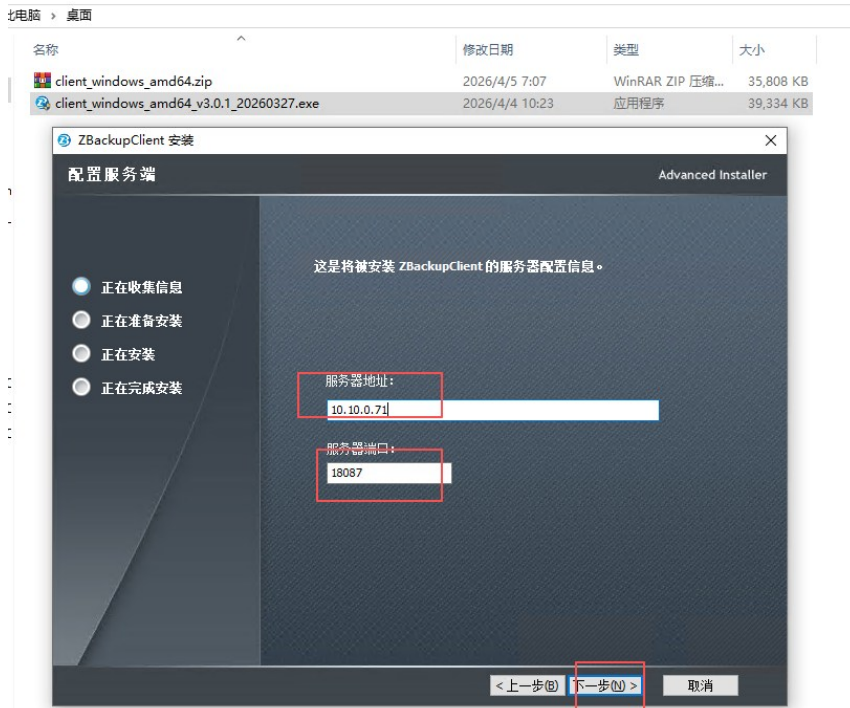 此电脑 › 桌面
名称 修改日期 类型 大小
client_windows_amd64.zip 2026/4/5 7:07 WinRAR ZIP 压缩... 35,808 KB
client_windows_amd64_v3.0.1_20260327.exe 2026/4/4 10:23 应用程序 39,334 KB
ZBackupClient 安装
配置服务端 Advanced Installer
这是将被安装 ZBackupClient 的服务器配置信息。
正在收集信息
正在准备安装
正在安装
正在完成安装
服务器地址：
10.10.0.71
服务器端口：
18087
<上一步(B) 下一步(N) > 取消